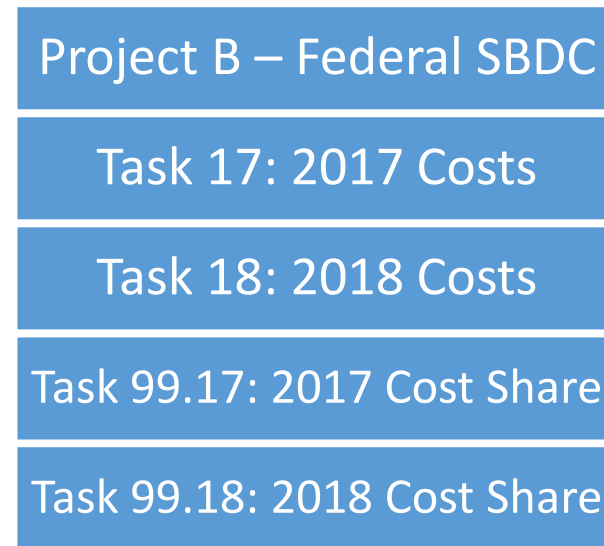 Project B – Federal SBDC
Task 17: 2017 Costs
Task 18: 2018 Costs
Task 99.17: 2017 Cost Share
Task 99.18: 2018 Cost Share